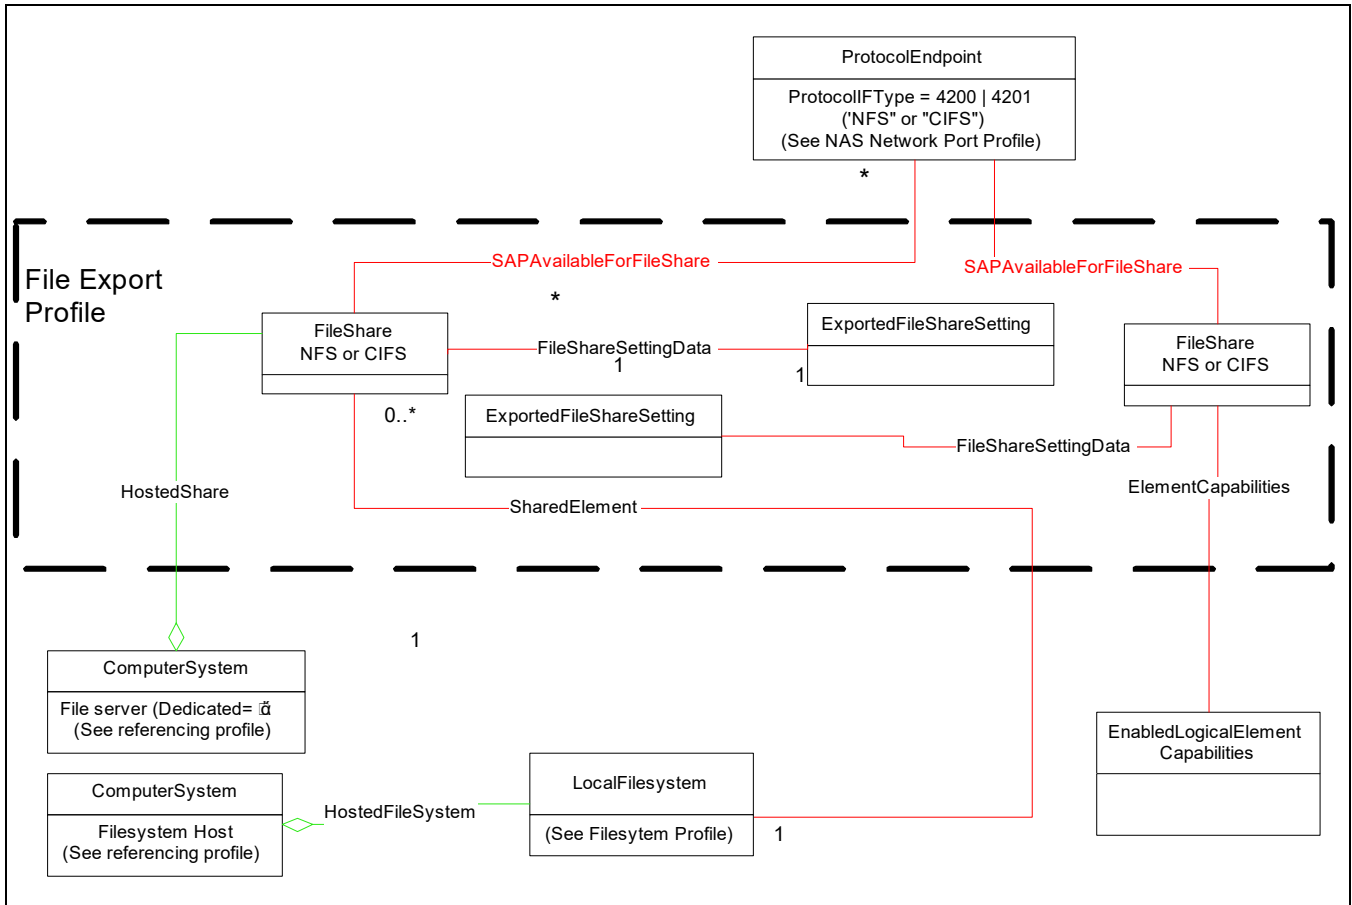 ProtocolEndpoint
ProtocolIFType = 4200 | 4201
('NFS" or "CIFS")
(See NAS Network Port Profile)
*
File Export
Profile
SAPAvailableForFileShare
SAPAvailableForFileShare
*
FileShare
NFS or CIFS
FileShareSettingData
1
1
ExportedFileShareSetting
FileShare
NFS or CIFS
0..*
ExportedFileShareSetting
FileShareSettingData
HostedShare
SharedElement
ElementCapabilities
1
ComputerSystem
File server (Dedicated=
(See referencing profile)
EnabledLogicalElement
Capabilities
ComputerSystem
Filesystem Host
(See referencing profile)
HostedFileSystem
LocalFilesystem
(See Filesytem Profile)
1